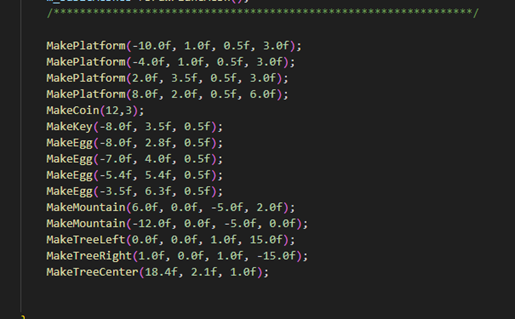 /****************************************************************/
MakePlatform(-10.0f, 1.0f, 0.5f, 3.0f);
MakePlatform(-4.0f, 1.0f, 0.5f, 3.0f);
MakePlatform(2.0f, 3.5f, 0.5f, 3.0f);
MakePlatform(8.0f, 2.0f, 0.5f, 6.0f);
MakeCoin(12,3);
MakeKey(-8.0f, 3.5f, 0.5f);
MakeEgg(-8.0f, 2.8f, 0.5f);
MakeEgg(-7.0f, 4.0f, 0.5f);
MakeEgg(-5.4f, 5.4f, 0.5f);
MakeEgg(-3.5f, 6.3f, 0.5f);
MakeMountain(6.0f, 0.0f, -5.0f, 2.0f);
MakeMountain(-12.0f, 0.0f, -5.0f, 0.0f);
MakeTreeLeft(0.0f, 0.0f, 1.0f, 15.0f);
MakeTreeRight(1.0f, 0.0f, 1.0f, -15.0f);
MakeTreeCenter(18.4f, 2.1f, 1.0f);